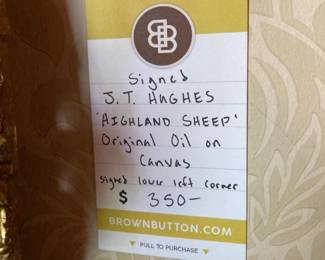 Signed
J.T. HUGHES
'HIGHLAND SHEEP'
Original Oil on
Canvas
signed lower left corner
$ 350-
BROWNBUTTON.COM
PULL TO PURCHASE